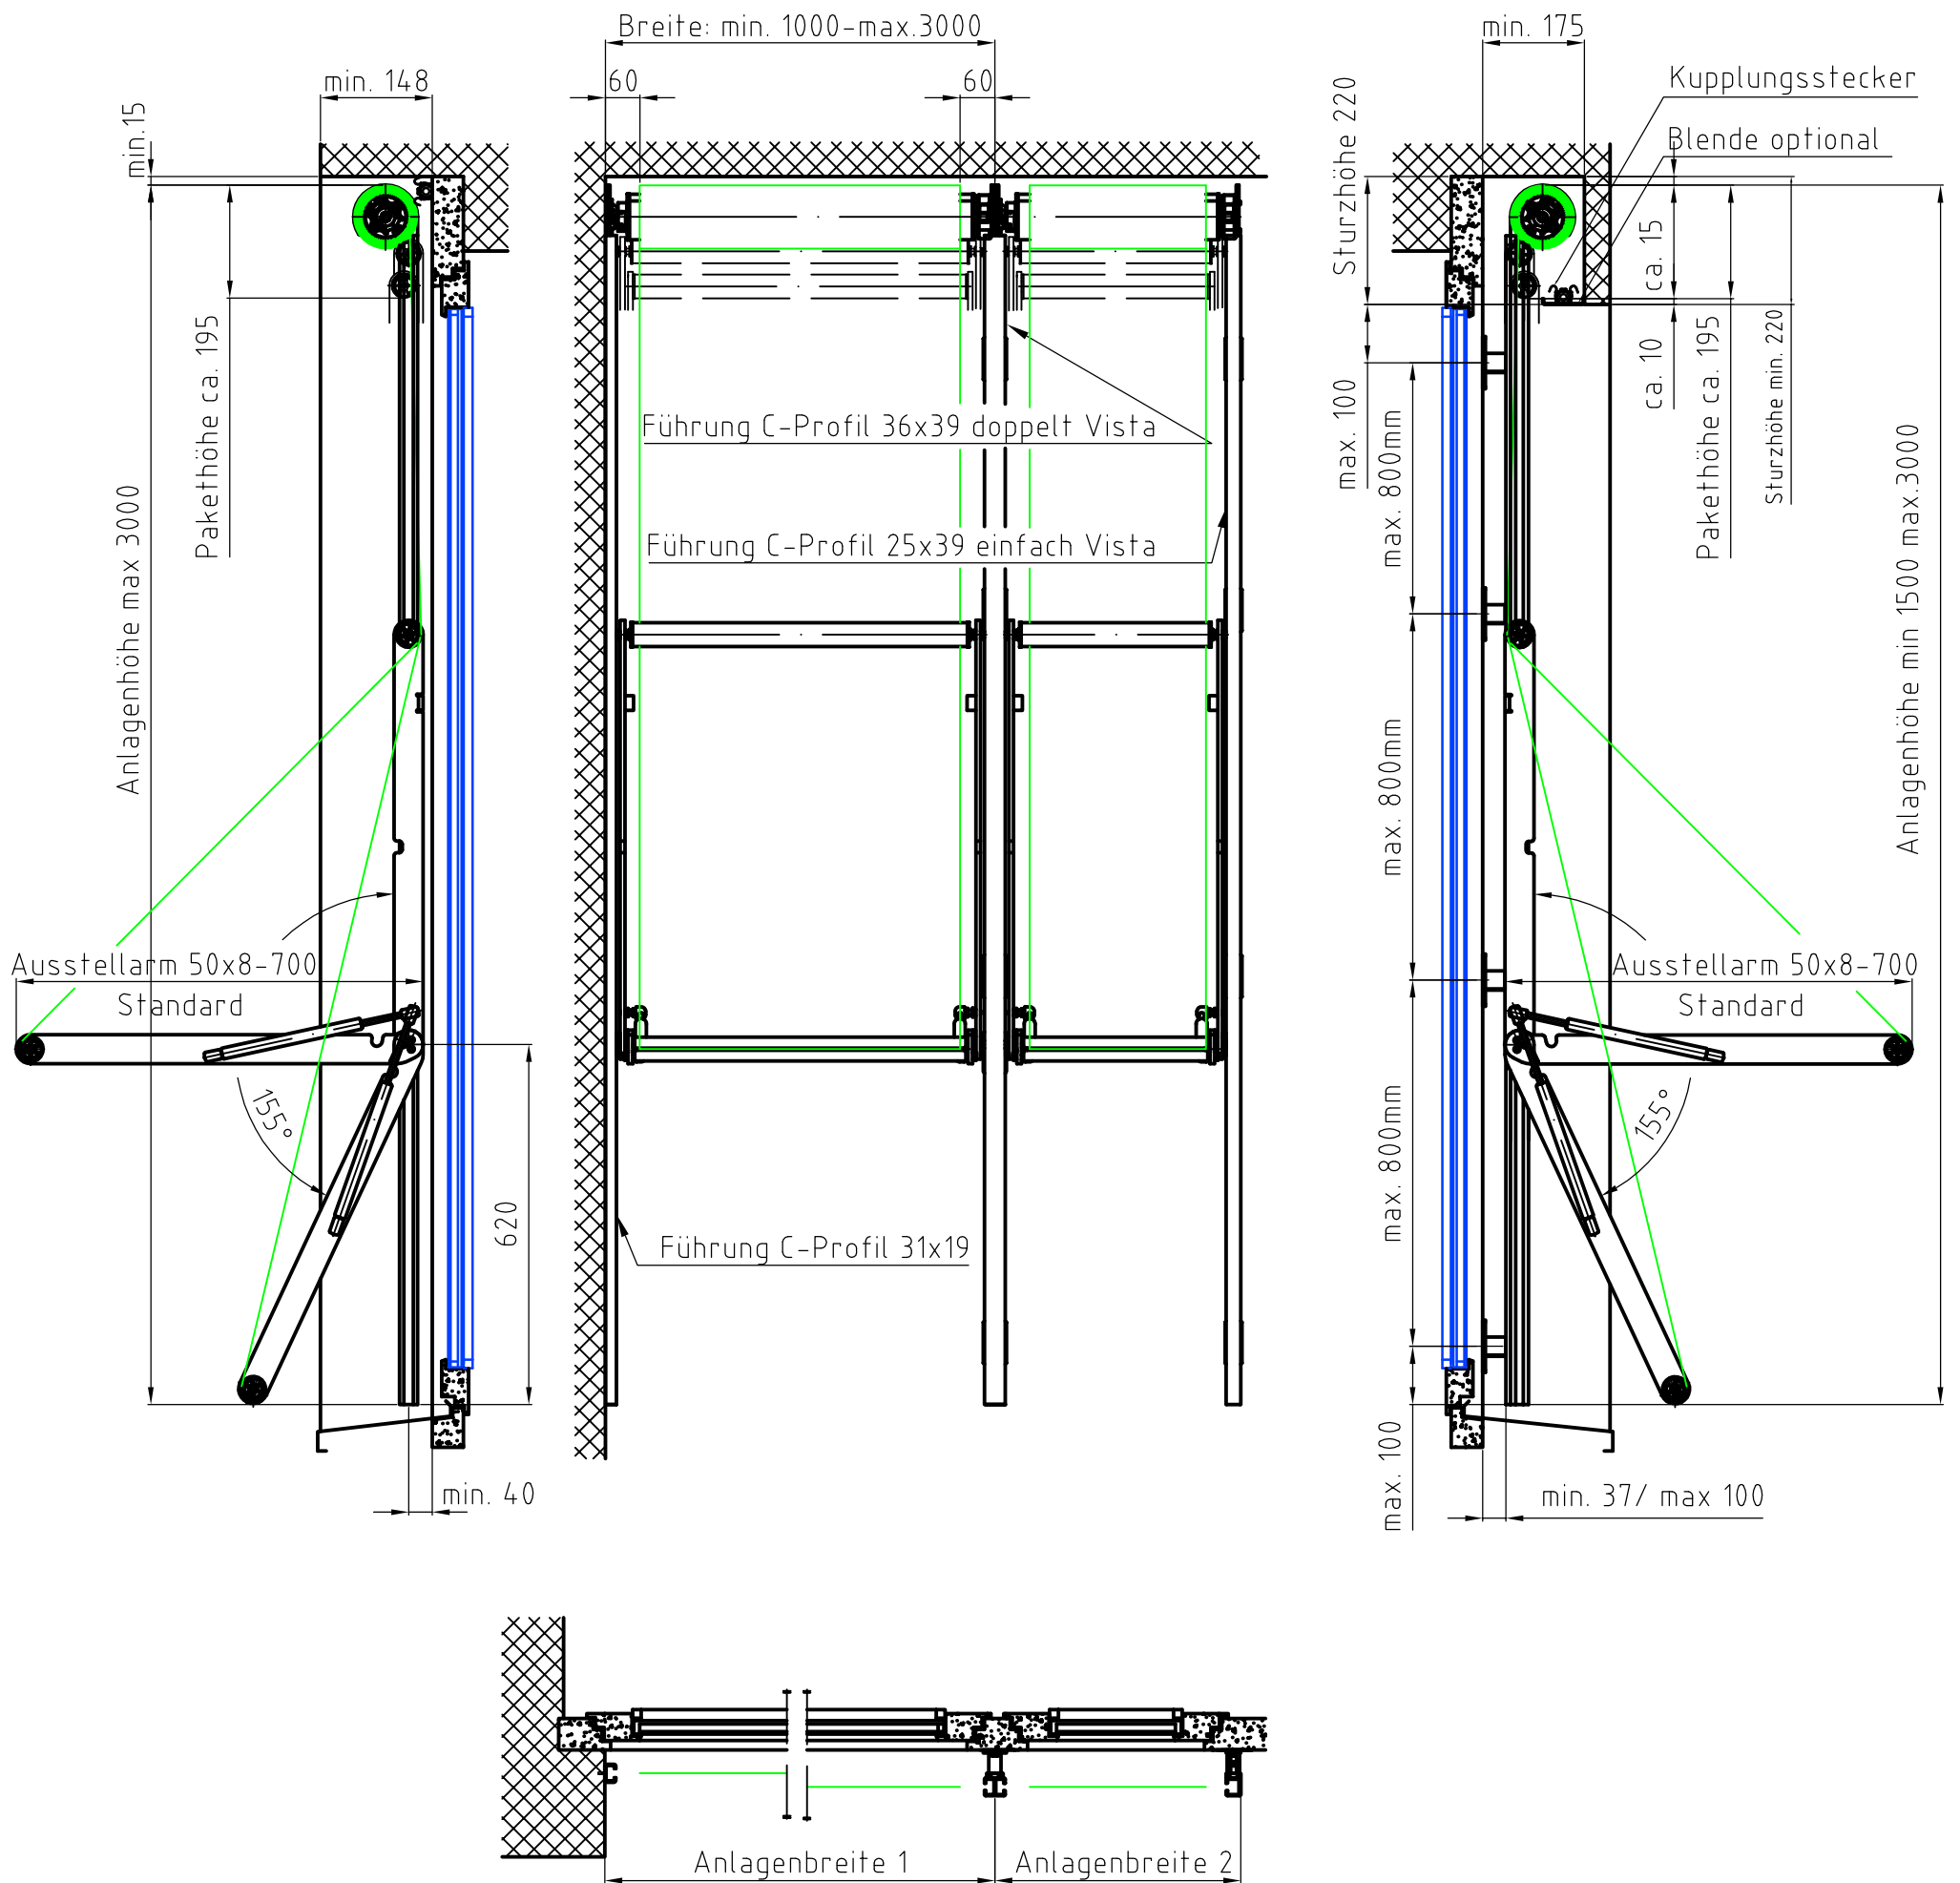 Breite: min. 1000-max.3000
min. 175
min. 148
60
60
Kupplungsstecker
Blende optional
min.15
Sturzhöhe 220
ca. 15
ca. 10
Pakethöhe ca. 195
Sturzhöhe min. 220
Pakethöhe ca. 195
Anlagenhöhe max 3000
max. 100
max. 800mm
Führung C-Profil 36x39 doppelt Vista
Führung C-Profil 25x39 einfach Vista
Anlagenhöhe min 1500 max.3000
max. 800mm
Ausstellarm 50x8-700
Standard
Ausstellarm 50x8-700
Standard
155°
155°
max. 800mm
620
Führung C-Profil 31x19
min. 40
max. 100
min. 37/ max 100
Anlagenbreite 1
Anlagenbreite 2